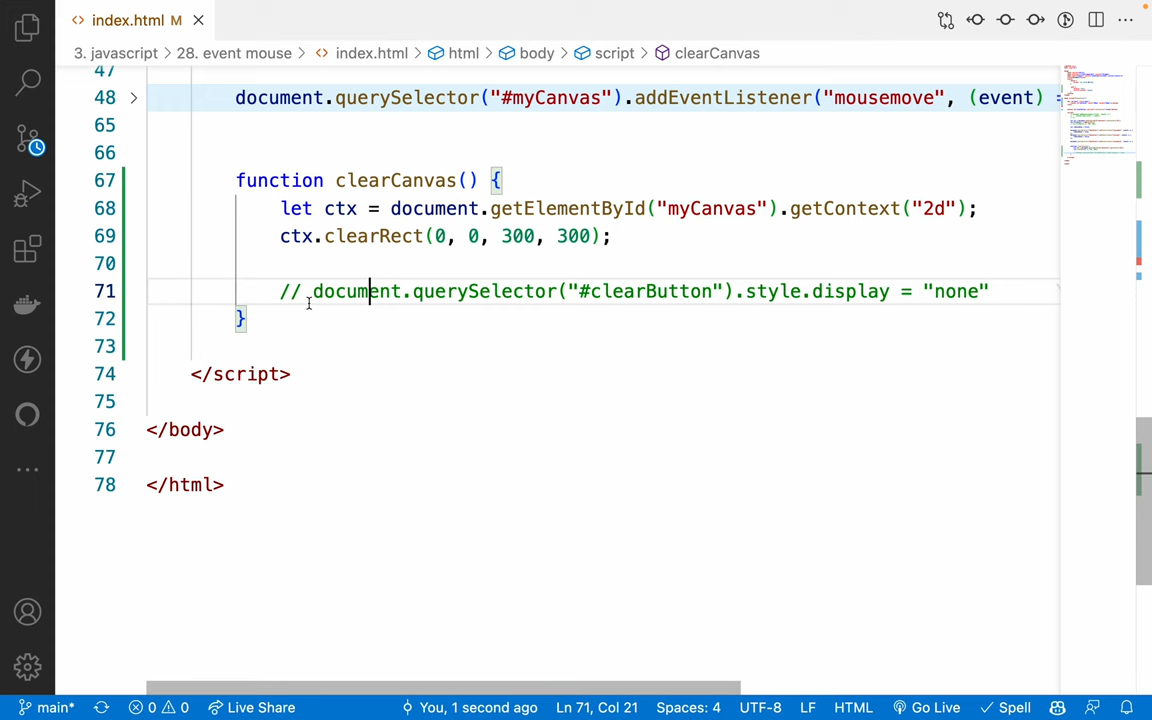 index.html M
3. javascript 28. event mouse index.html html body script clearCanvas
47
48 document.querySelector("#myCanvas").addEventListener("mousemove", (event) =
65
66
67 function clearCanvas() {
68 let ctx = document.getElementById("myCanvas").getContext("2d");
69 ctx.clearRect(0, 0, 300, 300);
70
71 // document.querySelector("#clearButton").style.display = "none"
72 }
73
74 </script>
75
76 </body>
77
78 </html>
main* 0 0 Live Share You, 1 second ago Ln 71, Col 21 Spaces: 4 UTF-8 LF HTML Go Live Spell